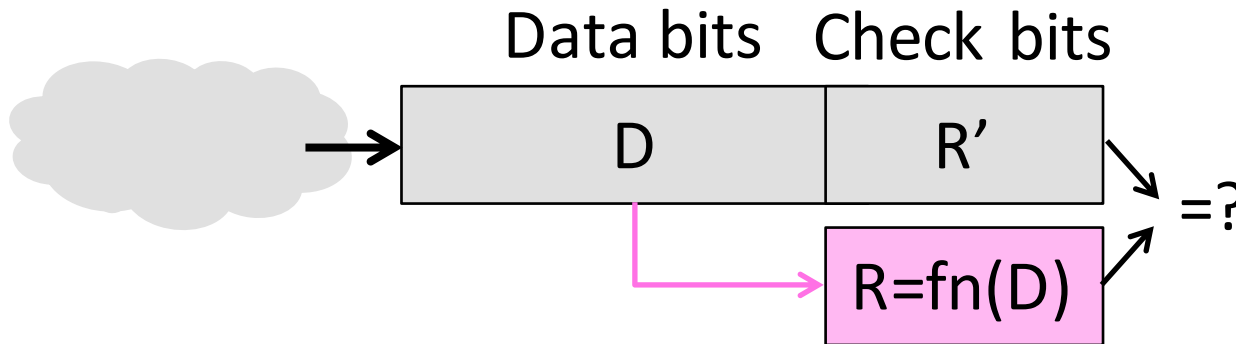 Data bits Check bits
D R’
=?
R=fn(D)